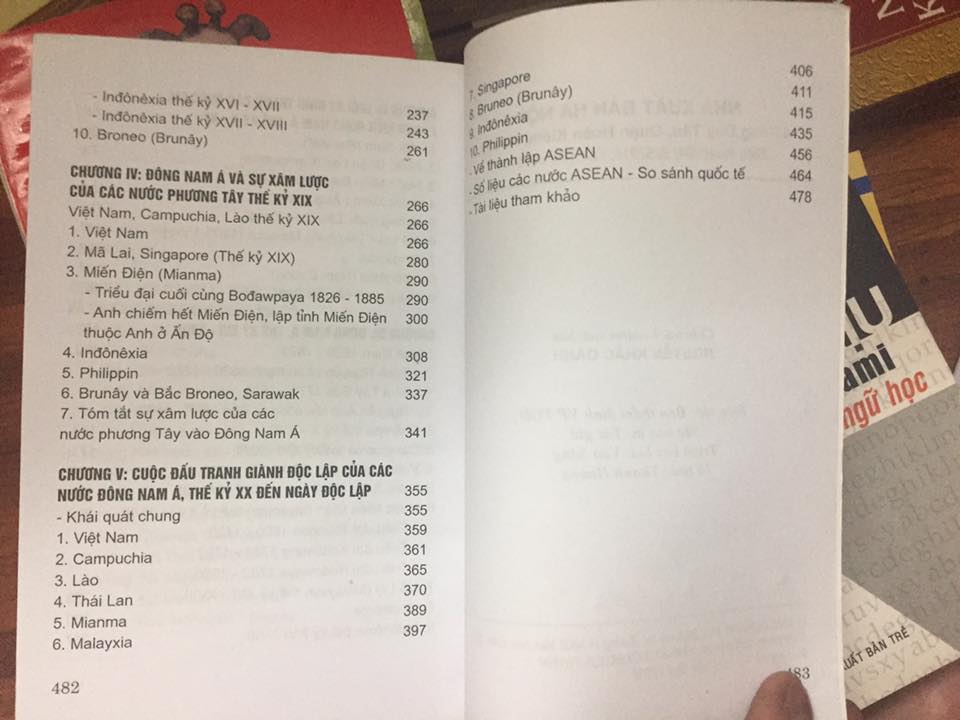 - Inđônêxia thế kỷ XVI - XVII 237
- Inđônêxia thế kỷ XVII - XVIII 243
10. Broneo (Brunây) 261
CHƯƠNG IV: ĐÔNG NAM Á VÀ SỰ XÂM LƯỢC
CỦA CÁC NƯỚC PHƯƠNG TÂY THẾ KỶ XIX 266
Việt Nam, Campuchia, Lào thế kỷ XIX 266
1. Việt Nam 266
2. Mã Lai, Singapore (Thế kỷ XIX) 280
3. Miến Điện (Mianma) 290
- Triều đại cuối cùng Bođawpaya 1826 - 1885 290
- Anh chiếm hết Miến Điện, lập tỉnh Miến Điện 300
thuộc Anh ở Ấn Độ
4. Inđônêxia 308
5. Philippin 321
6. Brunây và Bắc Broneo, Sarawak 337
7. Tóm tắt sự xâm lược của các
nước phương Tây vào Đông Nam Á 341
CHƯƠNG V: CUỘC ĐẤU TRANH GIÀNH ĐỘC LẬP CỦA CÁC
NƯỚC ĐÔNG NAM Á, THẾ KỶ XX ĐẾN NGÀY ĐỘC LẬP 355
- Khái quát chung 355
1. Việt Nam 359
2. Campuchia 361
3. Lào 365
4. Thái Lan 370
5. Mianma 389
6. Malayxia 397
482
7. Singapore 406
8. Bruneo (Brunây) 411
9. Inđônêxia 415
10. Philippin 435
- Về thành lập ASEAN 456
- Số liệu các nước ASEAN - So sánh quốc tế 464
- Tài liệu tham khảo 478
483
ami
ngữ học
XUẤT BẢN TRẺ